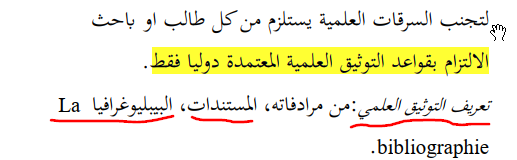 لتجنب السرقات العلمية يستلزم من كل طالب او باحث
الالتزام بقواعد التوثيق العلمية المعتمدة دوليا فقط.
تعريف التوثيق العلمي: من مرادفاته، المستندات، البيبليوغرافيا La
bibliographie.